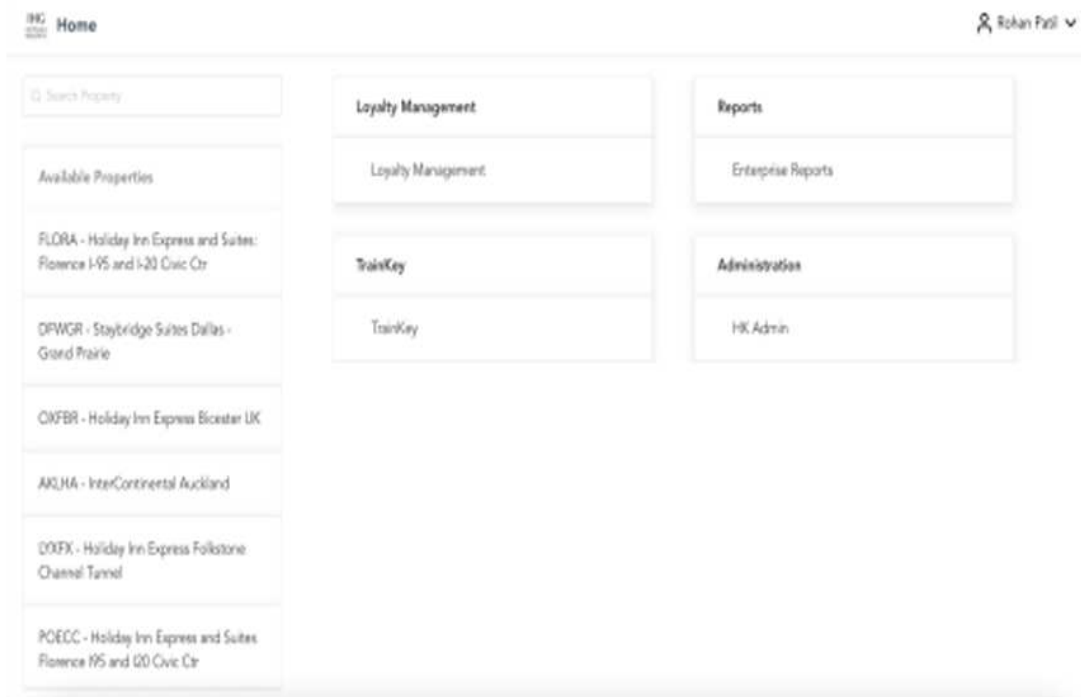 IHG
Home
Rohan Patil
Search Property
Available Properties
FLORA - Holiday Inn Express and Suites:
Florence I-95 and I-20 Civic Ctr
DFWGR - Staybridge Suites Dallas -
Grand Prairie
OXFBR - Holiday Inn Express Bicester UK
AKLHA - InterContinental Auckland
LYXFX - Holiday Inn Express Folkstone
Channel Tunnel
POECC - Holiday Inn Express and Suites
Florence I95 and I20 Civic Ctr
Loyalty Management
Loyalty Management
Reports
Enterprise Reports
TrainKey
TrainKey
Administration
HK Admin